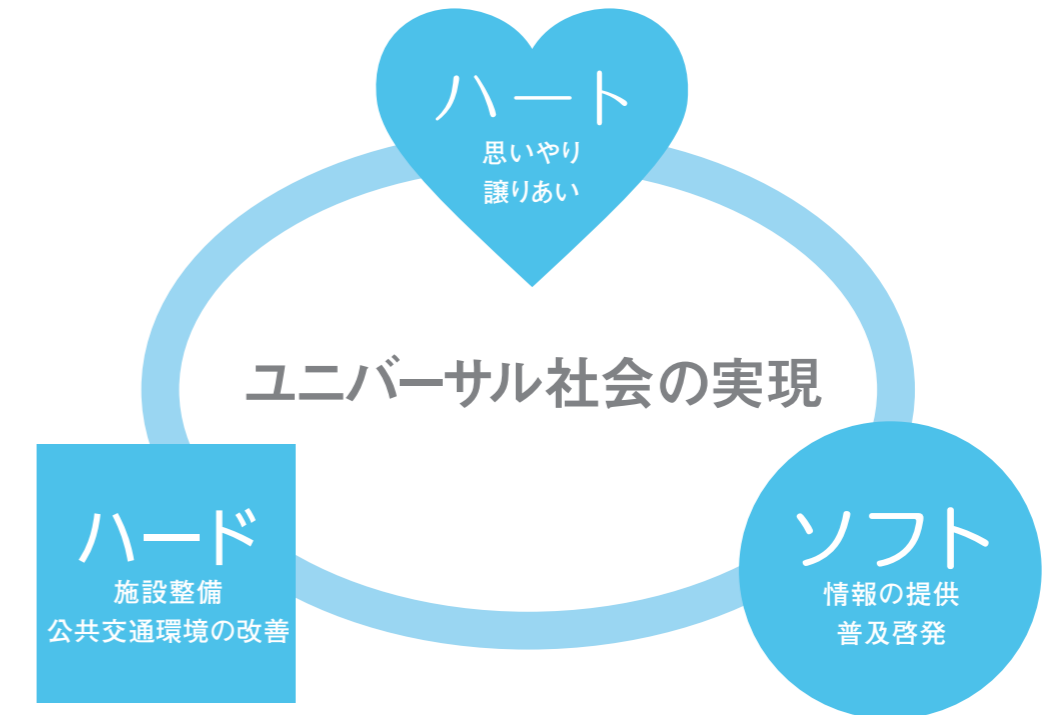 ハート
思いやり
譲りあい
ユニバーサル社会の実現
ハード
施設整備
公共交通環境の改善
ソフト
情報の提供
普及啓発